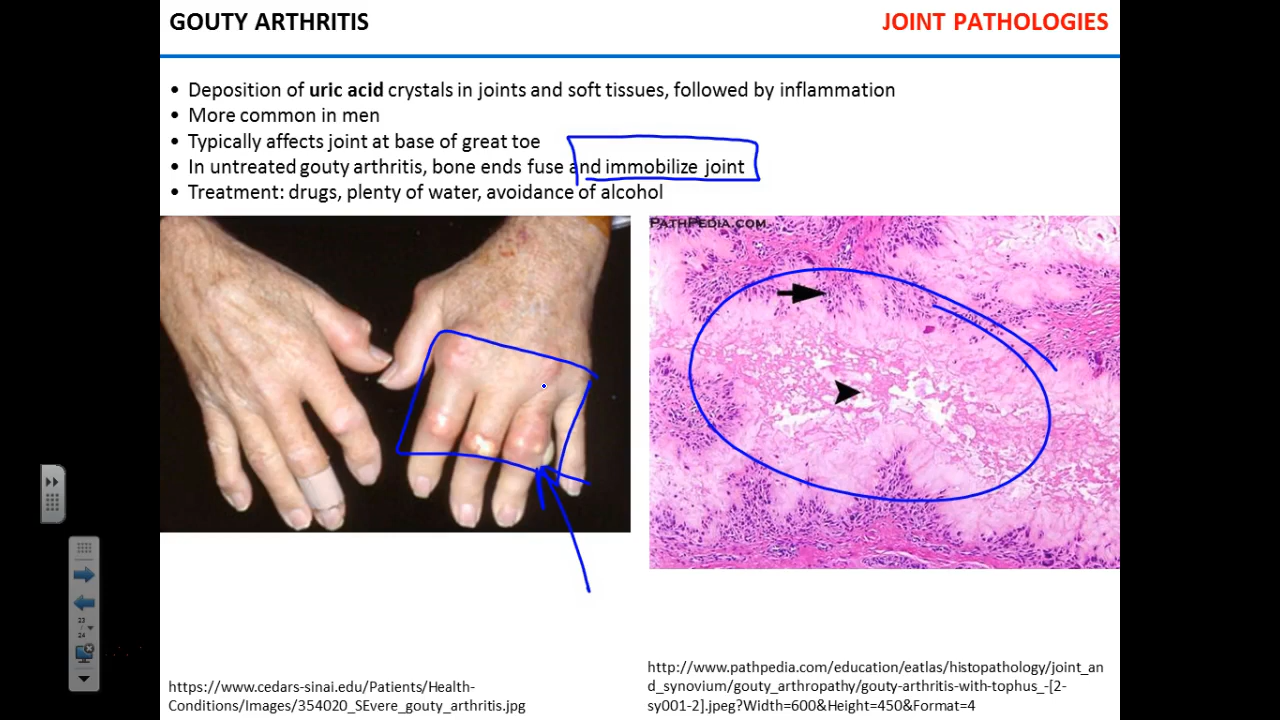 GOUTY ARTHRITIS
JOINT PATHOLOGIES
• Deposition of uric acid crystals in joints and soft tissues, followed by inflammation
• More common in men
• Typically affects joint at base of great toe
• In untreated gouty arthritis, bone ends fuse and immobilize joint
• Treatment: drugs, plenty of water, avoidance of alcohol
PATHPEDIA.COM
23
/
24
https://www.cedars-sinai.edu/Patients/Health-
Conditions/Images/354020_SEvere_gouty_arthritis.jpg
http://www.pathpedia.com/education/eatlas/histopathology/joint_an
d_synovium/gouty_arthropathy/gouty-arthritis-with-tophus_-[2-
sy001-2].jpeg?Width=600&Height=450&Format=4